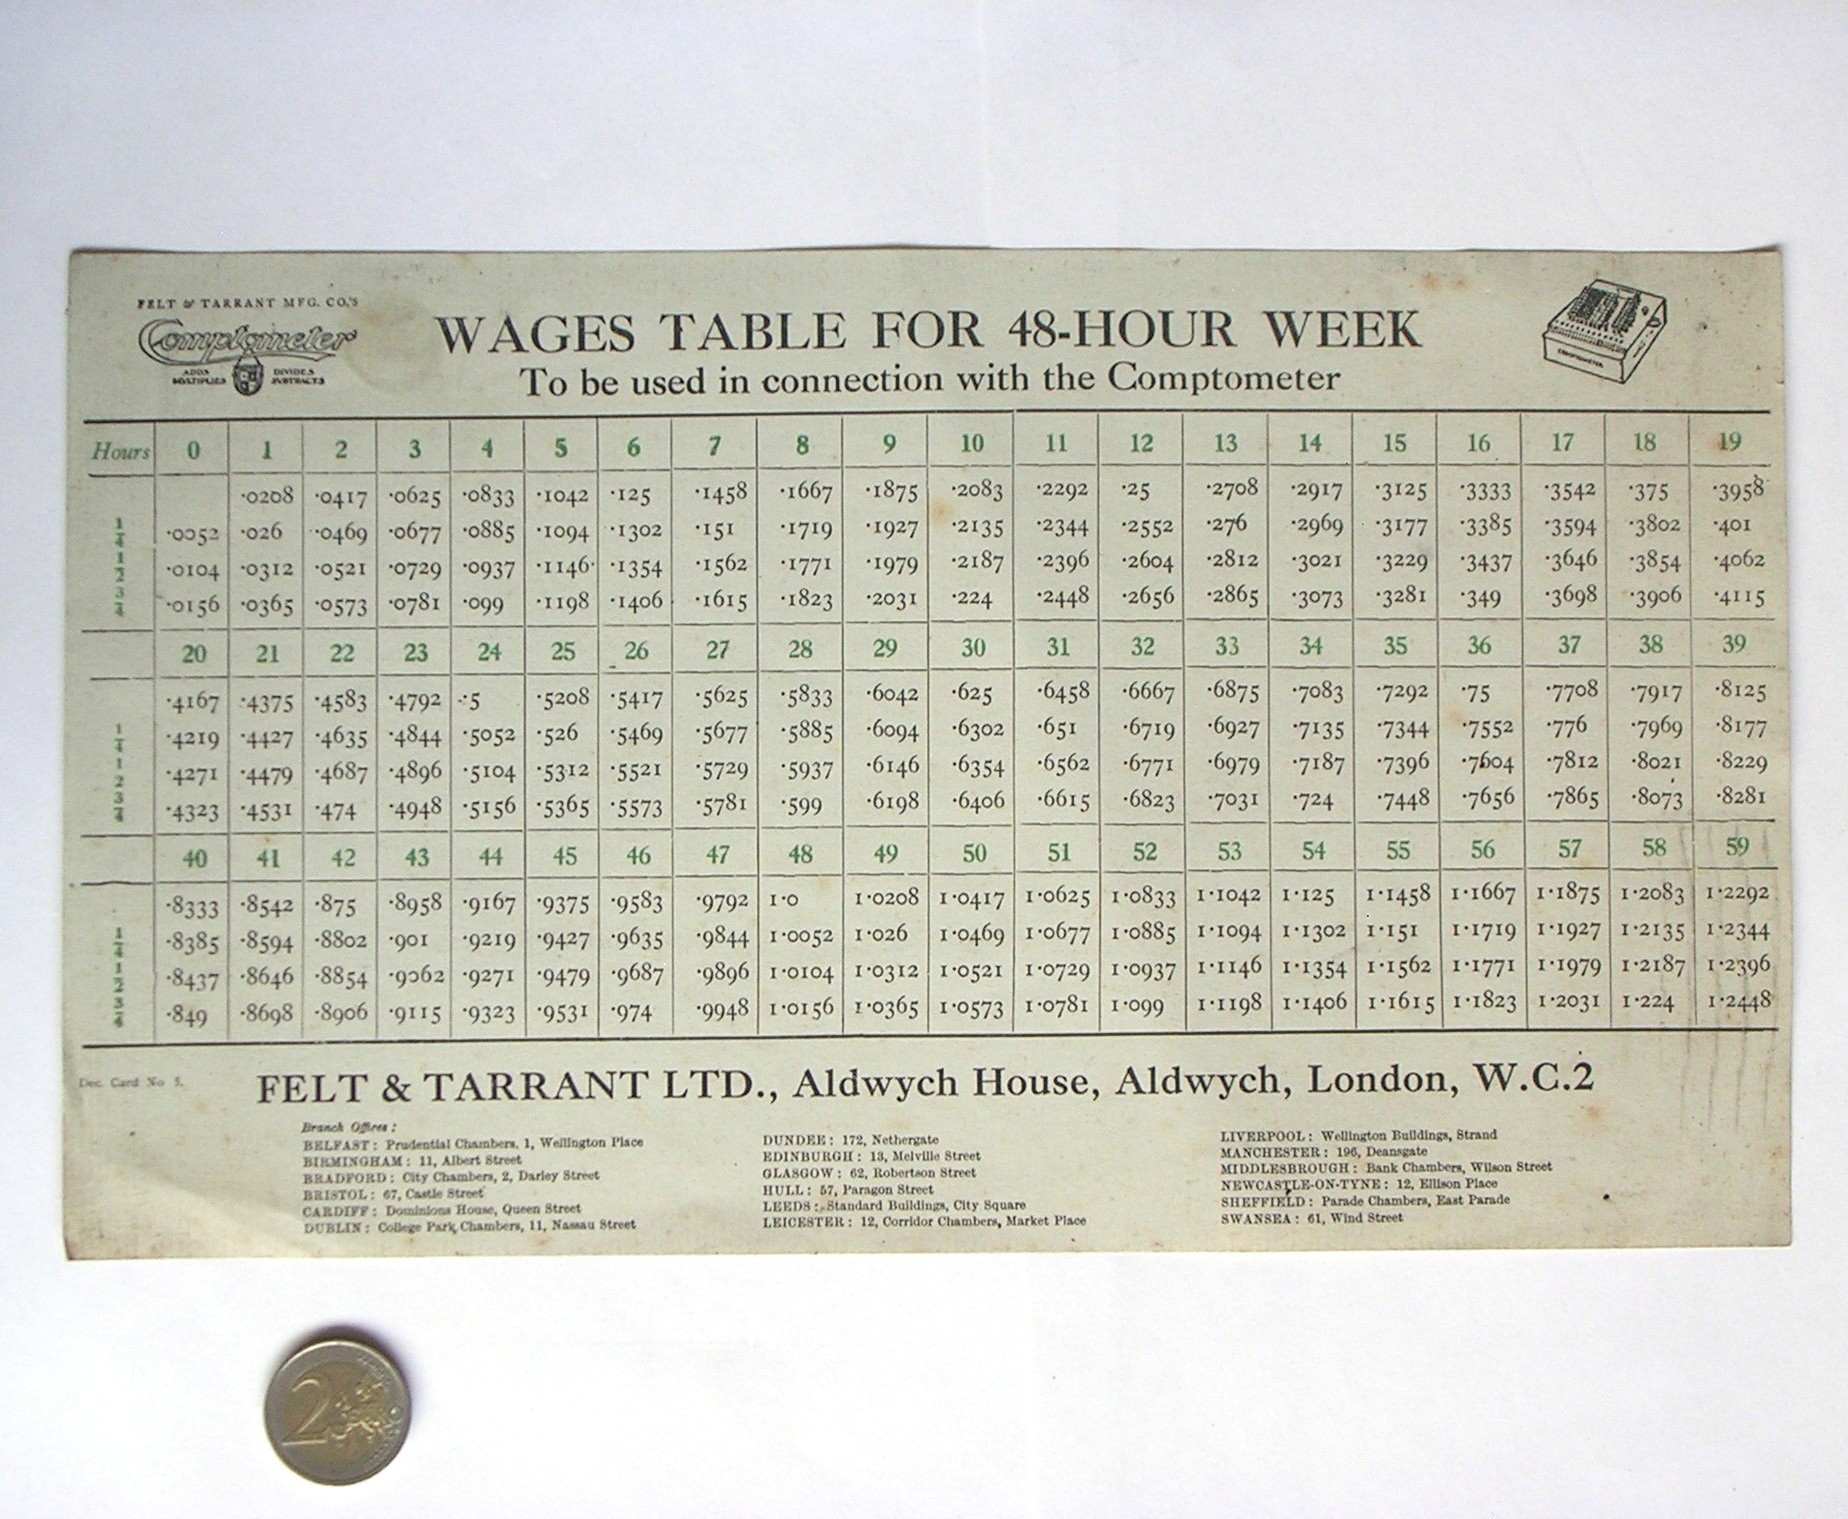 FELT & TARRANT MFG. CO.'S
Comptometer
ADDS DIVIDES
MULTIPLIES SUBTRACTS
WAGES TABLE FOR 48-HOUR WEEK
To be used in connection with the Comptometer
COMPTOMETER
Hours 0 1 2 3 4 5 6 7 8 9 10 11 12 13 14 15 16 17 18 19
·0208 ·0417 ·0625 ·0833 ·1042 ·125 ·1458 ·1667 ·1875 ·2083 ·2292 ·25 ·2708 ·2917 ·3125 ·3333 ·3542 ·375 ·3958
¼ ·0052 ·026 ·0469 ·0677 ·0885 ·1094 ·1302 ·151 ·1719 ·1927 ·2135 ·2344 ·2552 ·276 ·2969 ·3177 ·3385 ·3594 ·3802 ·401
½ ·0104 ·0312 ·0521 ·0729 ·0937 ·1146 ·1354 ·1562 ·1771 ·1979 ·2187 ·2396 ·2604 ·2812 ·3021 ·3229 ·3437 ·3646 ·3854 ·4062
¾ ·0156 ·0365 ·0573 ·0781 ·099 ·1198 ·1406 ·1615 ·1823 ·2031 ·224 ·2448 ·2656 ·2865 ·3073 ·3281 ·349 ·3698 ·3906 ·4115
20 21 22 23 24 25 26 27 28 29 30 31 32 33 34 35 36 37 38 39
·4167 ·4375 ·4583 ·4792 ·5 ·5208 ·5417 ·5625 ·5833 ·6042 ·625 ·6458 ·6667 ·6875 ·7083 ·7292 ·75 ·7708 ·7917 ·8125
¼ ·4219 ·4427 ·4635 ·4844 ·5052 ·526 ·5469 ·5677 ·5885 ·6094 ·6302 ·651 ·6719 ·6927 ·7135 ·7344 ·7552 ·776 ·7969 ·8177
½ ·4271 ·4479 ·4687 ·4896 ·5104 ·5312 ·5521 ·5729 ·5937 ·6146 ·6354 ·6562 ·6771 ·6979 ·7187 ·7396 ·7604 ·7812 ·8021 ·8229
¾ ·4323 ·4531 ·474 ·4948 ·5156 ·5365 ·5573 ·5781 ·599 ·6198 ·6406 ·6615 ·6823 ·7031 ·724 ·7448 ·7656 ·7865 ·8073 ·8281
40 41 42 43 44 45 46 47 48 49 50 51 52 53 54 55 56 57 58 59
·8333 ·8542 ·875 ·8958 ·9167 ·9375 ·9583 ·9792 1·0 1·0208 1·0417 1·0625 1·0833 1·1042 1·125 1·1458 1·1667 1·1875 1·2083 1·2292
¼ ·8385 ·8594 ·8802 ·901 ·9219 ·9427 ·9635 ·9844 1·0052 1·026 1·0469 1·0677 1·0885 1·1094 1·1302 1·151 1·1719 1·1927 1·2135 1·2344
½ ·8437 ·8646 ·8854 ·9062 ·9271 ·9479 ·9687 ·9896 1·0104 1·0312 1·0521 1·0729 1·0937 1·1146 1·1354 1·1562 1·1771 1·1979 1·2187 1·2396
¾ ·849 ·8698 ·8906 ·9115 ·9323 ·9531 ·974 ·9948 1·0156 1·0365 1·0573 1·0781 1·099 1·1198 1·1406 1·1615 1·1823 1·2031 1·224 1·2448
Dec. Card No 5.
FELT & TARRANT LTD., Aldwych House, Aldwych, London, W.C.2
Branch Offices:
BELFAST: Prudential Chambers, 1, Wellington Place
BIRMINGHAM: 11, Albert Street
BRADFORD: City Chambers, 2, Darley Street
BRISTOL: 67, Castle Street
CARDIFF: Dominions House, Queen Street
DUBLIN: College Park Chambers, 11, Nassau Street
DUNDEE: 172, Nethergate
EDINBURGH: 13, Melville Street
GLASGOW: 62, Robertson Street
HULL: 57, Paragon Street
LEEDS: Standard Buildings, City Square
LEICESTER: 12, Corridor Chambers, Market Place
LIVERPOOL: Wellington Buildings, Strand
MANCHESTER: 196, Deansgate
MIDDLESBROUGH: Bank Chambers, Wilson Street
NEWCASTLE-ON-TYNE: 12, Ellison Place
SHEFFIELD: Parade Chambers, East Parade
SWANSEA: 61, Wind Street
2